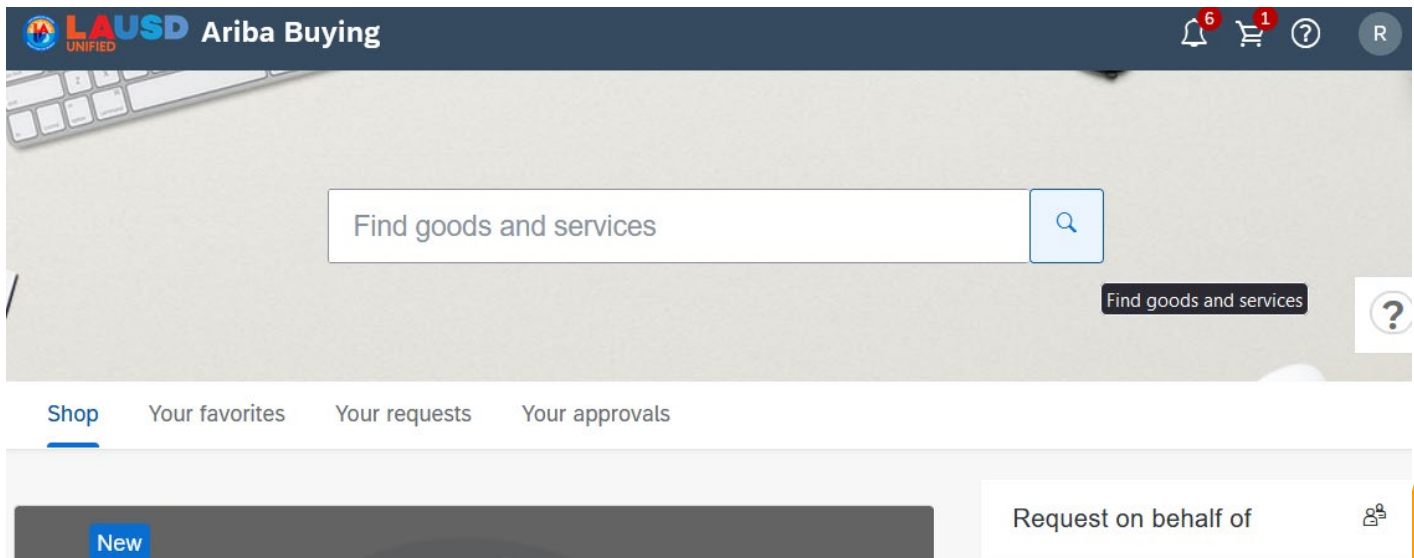 LAUSD
UNIFIED
Ariba Buying
6
1
?
R
Find goods and services
Find goods and services
?
Shop Your favorites Your requests Your approvals
Request on behalf of
New